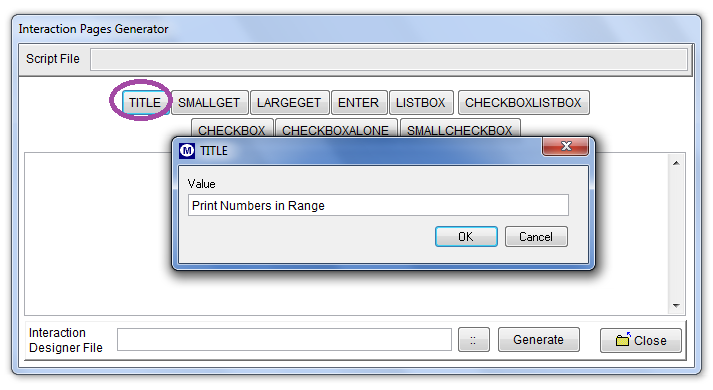 Interaction Pages Generator
Script File
TITLE SMALLGET LARGEGET ENTER LISTBOX CHECKBOXLISTBOX
CHECKBOX CHECKBOXALONE SMALLCHECKBOX
M TITLE
Value
Print Numbers in Range
OK Cancel
Interaction
Designer File :: Generate Close